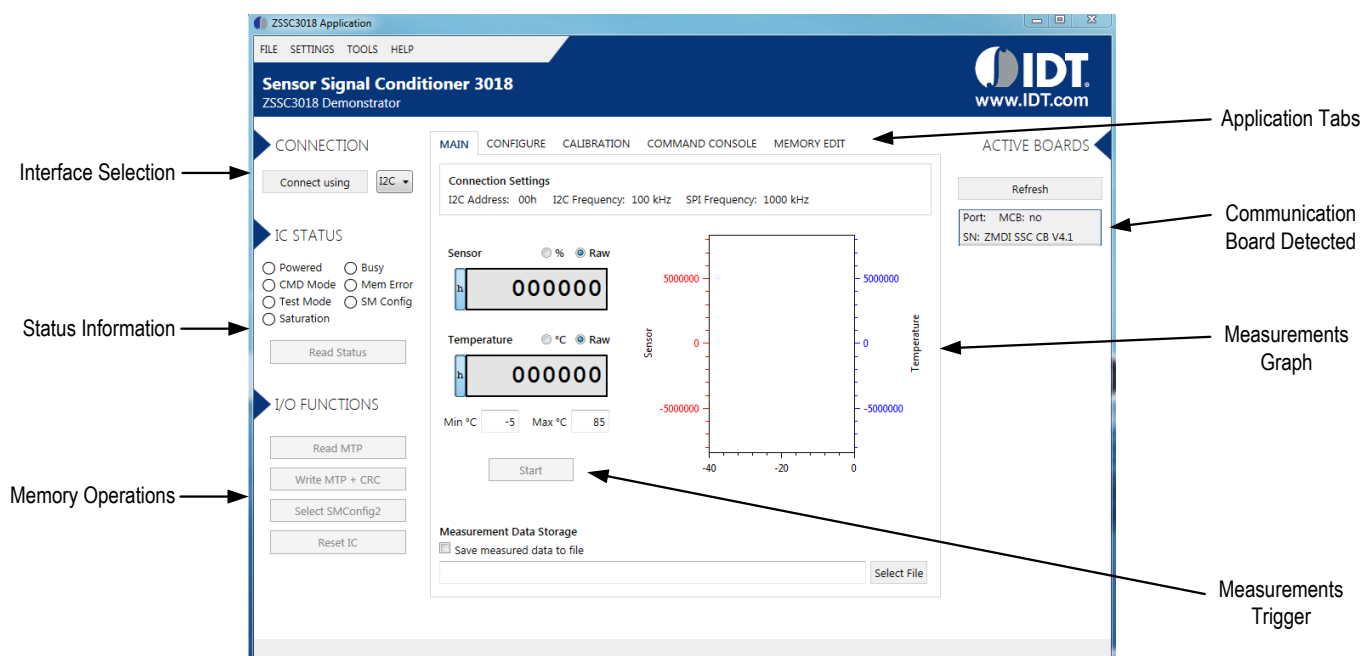 ZSSC3018 Application
FILE SETTINGS TOOLS HELP
Sensor Signal Conditioner 3018
ZSSC3018 Demonstrator
IDT.
www.IDT.com
Application Tabs
CONNECTION
MAIN CONFIGURE CALIBRATION COMMAND CONSOLE MEMORY EDIT
ACTIVE BOARDS
Interface Selection
Connect using I2C
Connection Settings
I2C Address: 00h I2C Frequency: 100 kHz SPI Frequency: 1000 kHz
Refresh
Port: MCB: no
SN: ZMDI SSC CB V4.1
Communication
Board Detected
IC STATUS
Powered Busy
CMD Mode Mem Error
Test Mode SM Config
Saturation
Status Information
Read Status
Sensor % Raw
h 000000
Temperature °C Raw
h 000000
Min °C -5 Max °C 85
Start
5000000
0
-5000000
Sensor
-40 -20 0
5000000
0
-5000000
Temperature
Measurements
Graph
I/O FUNCTIONS
Read MTP
Write MTP + CRC
Select SMConfig2
Reset IC
Memory Operations
Measurement Data Storage
Save measured data to file
Select File
Measurements
Trigger